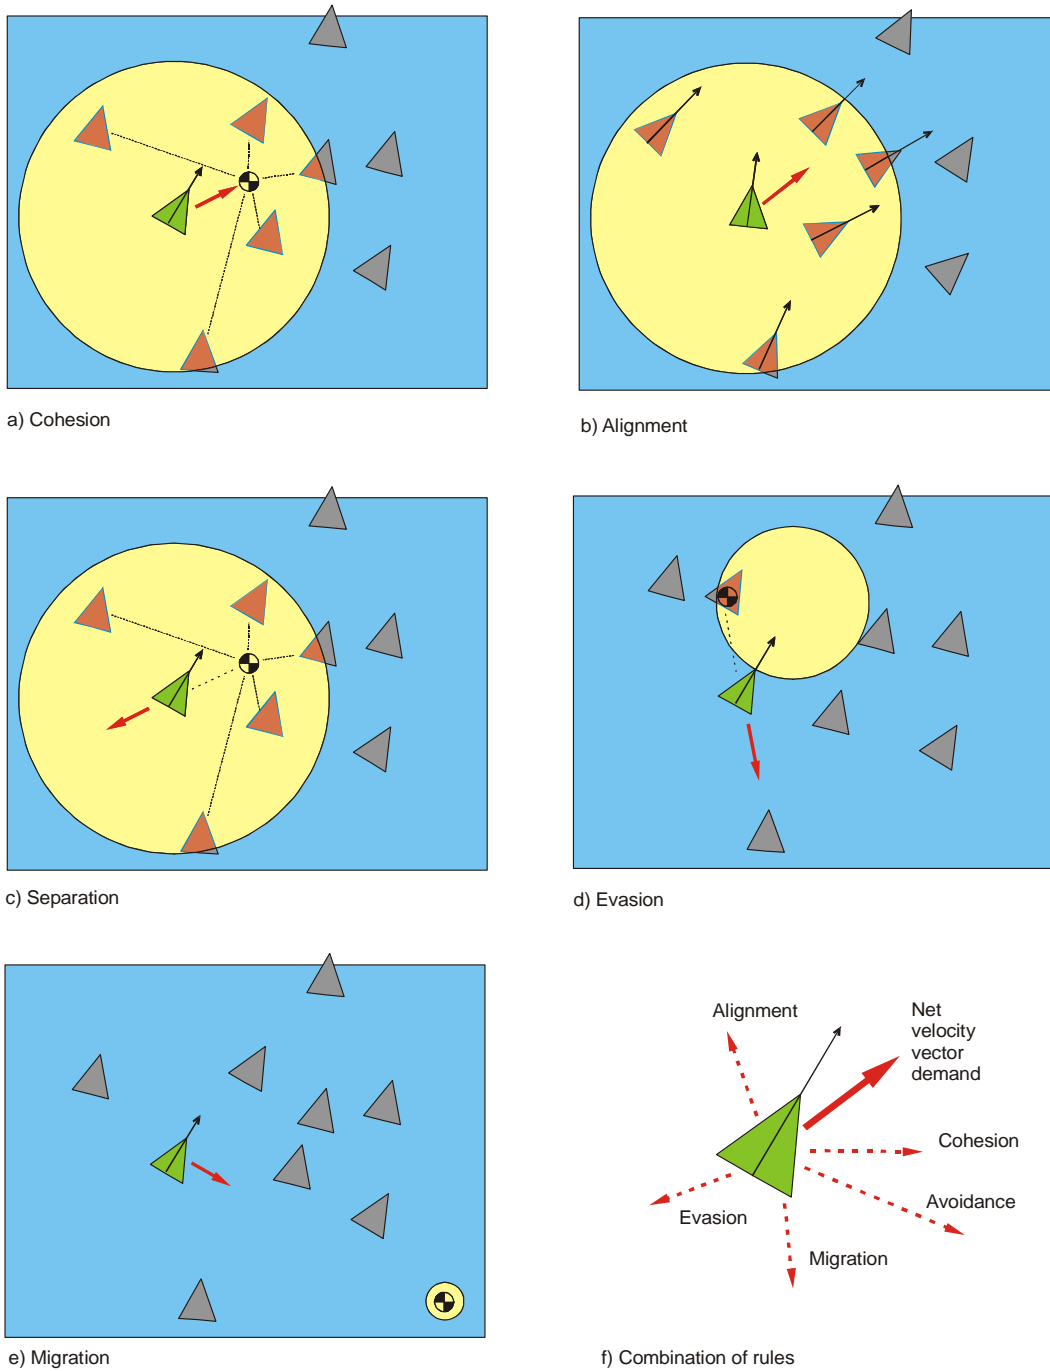 a) Cohesion
b) Alignment
c) Separation
d) Evasion
e) Migration
Alignment
Net
velocity
vector
demand
Cohesion
Avoidance
Evasion
Migration
f) Combination of rules